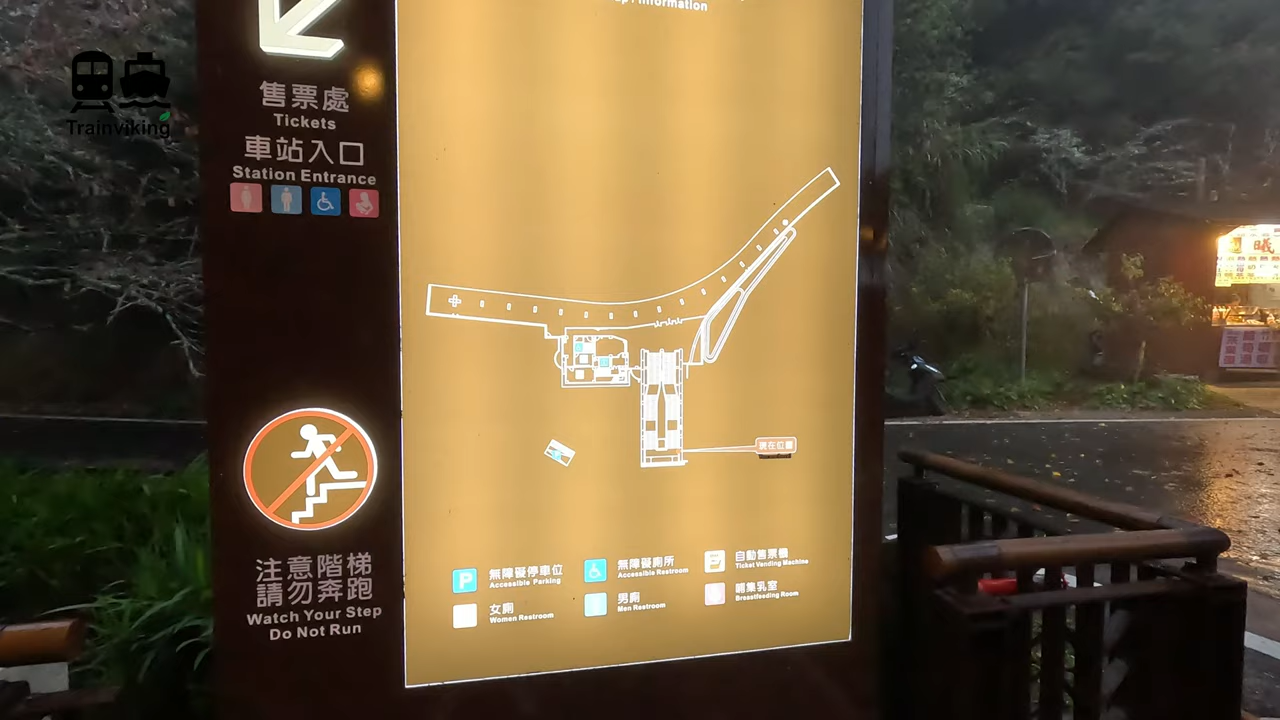 Information
售票處
Tickets
車站入口
Station Entrance
Trainviking
現在位置
注意階梯
請勿奔跑
Watch Your Step
Do Not Run
P
無障礙停車位
Accessible Parking
無障礙廁所
Accessible Restroom
自動售票機
Ticket Vending Machine
女廁
Women Restroom
男廁
Men Restroom
哺集乳室
Breastfeeding Room